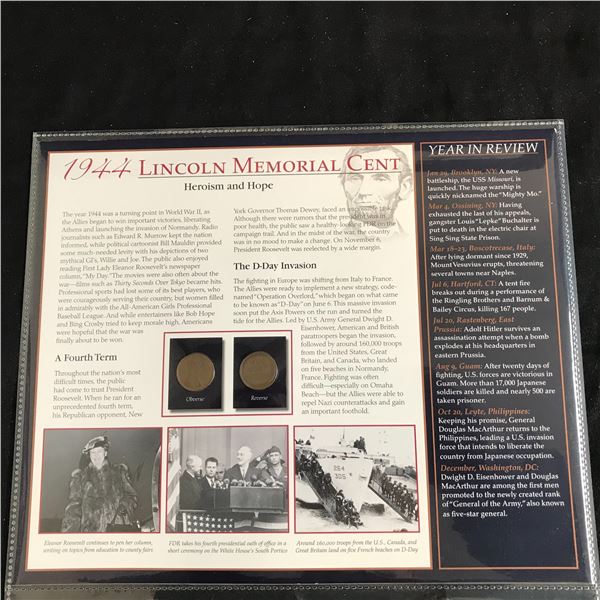 1944 LINCOLN MEMORIAL CENT
Heroism and Hope
The year 1944 was a turning point in World War II, as
the Allies began to win important victories, liberating
Athens and launching the invasion of Normandy. Radio
journalists such as Edward R. Murrow kept the nation
informed, while political cartoonist Bill Mauldin provided
some much-needed levity with his depictions of two
mythical GI's, Willie and Joe. The public also enjoyed
reading First Lady Eleanor Roosevelt's newspaper
column, "My Day." The movies were also often about the
war—films such as Thirty Seconds Over Tokyo became hits.
Professional sports had lost some of its best players, who
were courageously serving their country, but women filled
in admirably with the All-American Girls Professional
Baseball League. And while entertainers like Bob Hope
and Bing Crosby tried to keep morale high, Americans
were hopeful that the war was
finally about to be won.
A Fourth Term
Throughout the nation's most
difficult times, the public
had come to trust President
Roosevelt. When he ran for an
unprecedented fourth term,
his Republican opponent, New
York Governor Thomas Dewey, faced an
Although there were rumors that the president was in
poor health, the public saw a healthy-looking FDR on the
campaign trail. And in the midst of the war, the country
was in no mood to make a change. On November 6,
President Roosevelt was reelected by a wide margin.
The D-Day Invasion
The fighting in Europe was shifting from Italy to France.
The Allies were ready to implement a new strategy, code-
named "Operation Overlord," which began on what came
to be known as "D-Day" on June 6. This massive invasion
soon put the Axis Powers on the run and turned the
tide for the Allies. Led by U.S. Army General Dwight D.
Eisenhower, American and British
paratroopers began the invasion,
followed by around 160,000 troops
from the United States, Great
Britain, and Canada, who landed
on five beaches in Normandy,
France. Fighting was often
difficult—especially on Omaha
Beach—but the Allies were able to
repel Nazi counterattacks and gain
an important foothold.
Obverse
Reverse
Eleanor Roosevelt continues to pen her column,
writing on topics from education to county fairs
FDR takes his fourth presidential oath of office in a
short ceremony on the White House's South Portico
264
305
Around 160,000 troops from the U.S., Canada, and
Great Britain land on five French beaches on D-Day
YEAR IN REVIEW
Jan 29, Brooklyn, NY: A new
battleship, the USS Missouri, is
launched. The huge warship is
quickly nicknamed the "Mighty Mo."
Mar 4, Ossining, NY: Having
exhausted the last of his appeals,
gangster Louis "Lepke" Buchalter is
put to death in the electric chair at
Sing Sing State Prison.
Mar 18–23, Boscotrecase, Italy:
After lying dormant since 1929,
Mount Vesuvius erupts, threatening
several towns near Naples.
Jul 6, Hartford, CT: A tent fire
breaks out during a performance of
the Ringling Brothers and Barnum &
Bailey Circus, killing 167 people.
Jul 20, Rastenberg, East
Prussia: Adolf Hitler survives an
assassination attempt when a bomb
explodes at his headquarters in
eastern Prussia.
Aug 9, Guam: After twenty days of
fighting, U.S. forces are victorious in
Guam. More than 17,000 Japanese
soldiers are killed and nearly 500 are
taken prisoner.
Oct 20, Leyte, Philippines:
Keeping his promise, General
Douglas MacArthur returns to the
Philippines, leading a U.S. invasion
force that intends to liberate the
country from Japanese occupation.
December, Washington, DC:
Dwight D. Eisenhower and Douglas
MacArthur are among the first men
promoted to the newly created rank
of "General of the Army," also known
as five-star general.